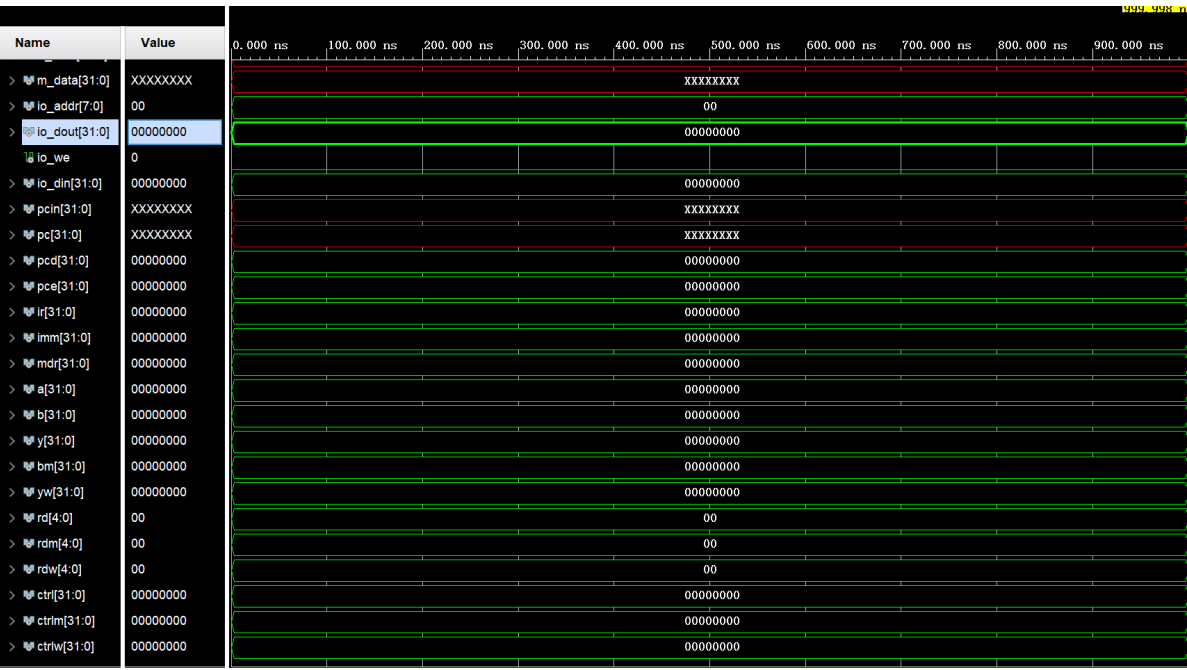 999.998 n
Name Value 0.000 ns 100.000 ns 200.000 ns 300.000 ns 400.000 ns 500.000 ns 600.000 ns 700.000 ns 800.000 ns 900.000 ns
m_data[31:0] XXXXXXXX XXXXXXXX
io_addr[7:0] 00 00
io_dout[31:0] 00000000 00000000
io_we 0
io_din[31:0] 00000000 00000000
pcin[31:0] XXXXXXXX XXXXXXXX
pc[31:0] XXXXXXXX XXXXXXXX
pcd[31:0] 00000000 00000000
pce[31:0] 00000000 00000000
ir[31:0] 00000000 00000000
imm[31:0] 00000000 00000000
mdr[31:0] 00000000 00000000
a[31:0] 00000000 00000000
b[31:0] 00000000 00000000
y[31:0] 00000000 00000000
bm[31:0] 00000000 00000000
yw[31:0] 00000000 00000000
rd[4:0] 00 00
rdm[4:0] 00 00
rdw[4:0] 00 00
ctrl[31:0] 00000000 00000000
ctrlm[31:0] 00000000 00000000
ctrlw[31:0] 00000000 00000000